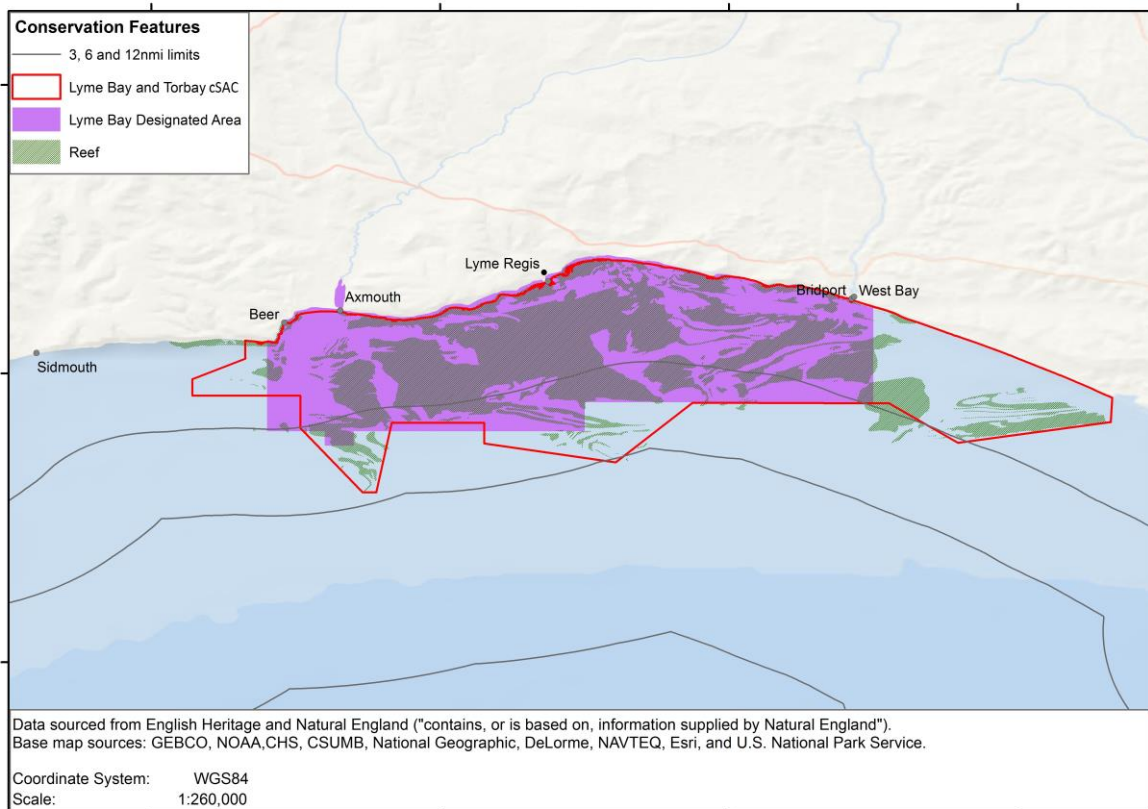 Conservation Features
3, 6 and 12nmi limits
Lyme Bay and Torbay cSAC
Lyme Bay Designated Area
Reef
Lyme Regis
Axmouth
Beer
Bridport
West Bay
Sidmouth
Data sourced from English Heritage and Natural England ("contains, or is based on, information supplied by Natural England").
Base map sources: GEBCO, NOAA,CHS, CSUMB, National Geographic, DeLorme, NAVTEQ, Esri, and U.S. National Park Service.
Coordinate System: WGS84
Scale: 1:260,000